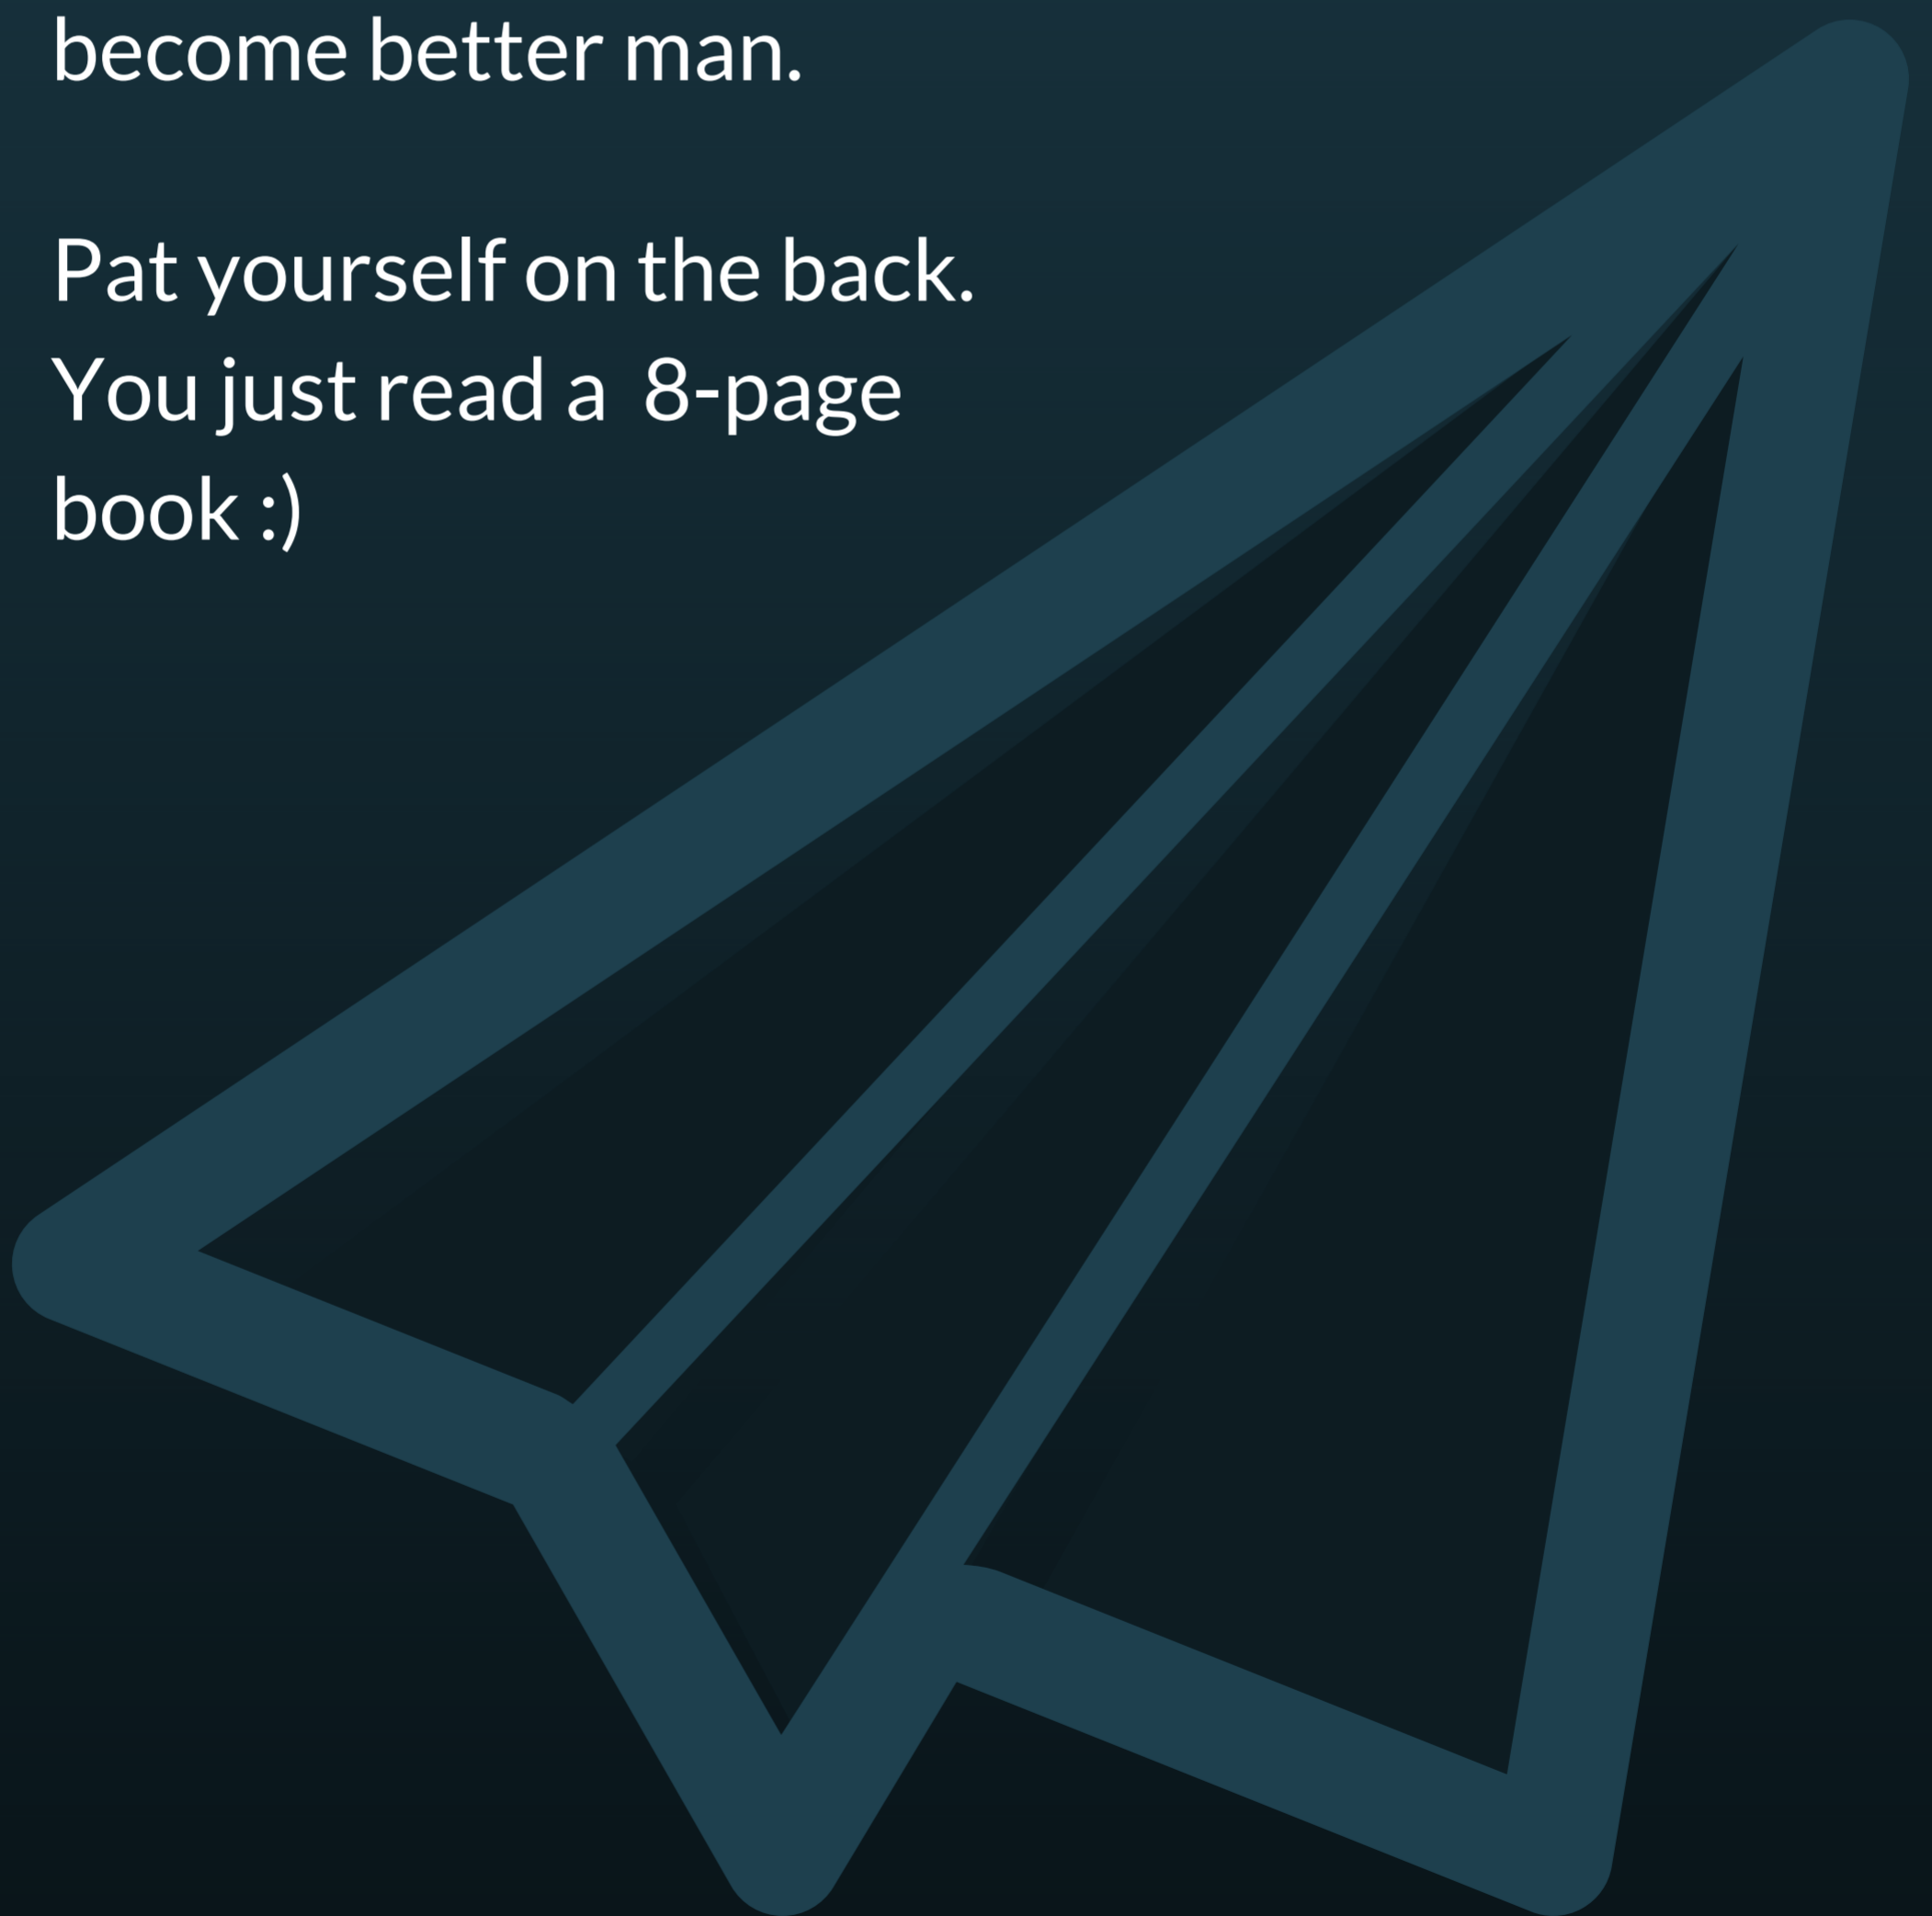 become better man.
Pat yourself on the back.
You just read a  8-page
book :)